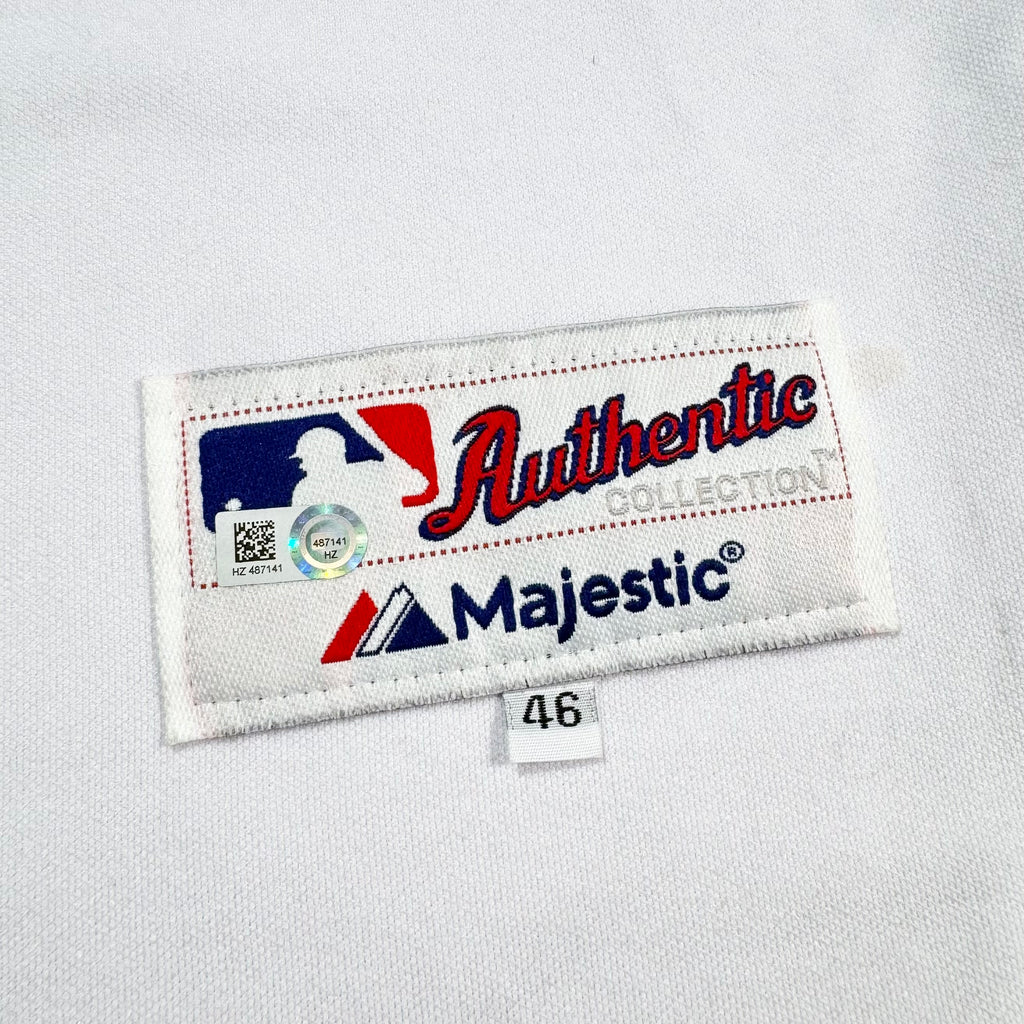 Authentic
COLLECTION™
487141
HZ
HZ 487141
Majestic®
46